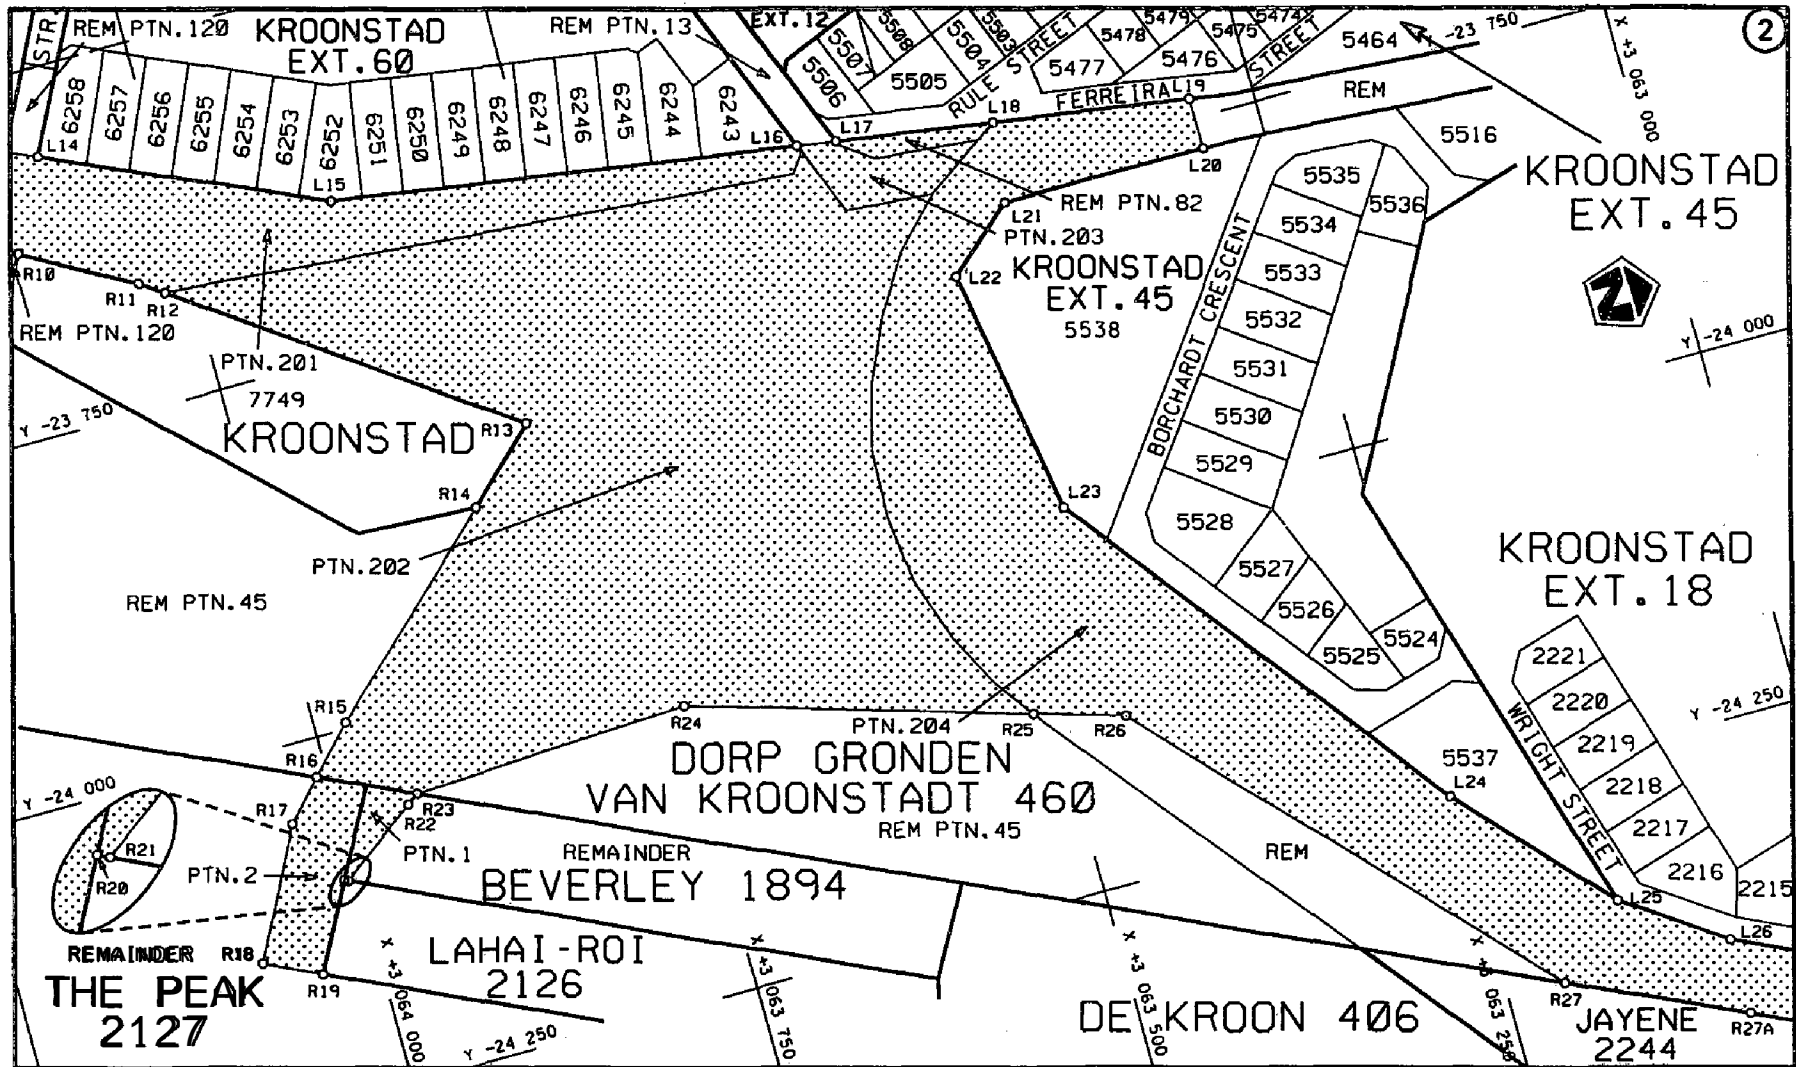 STR.
REM PTN.120
KROONSTAD
EXT.60
REM PTN.13
EXT.12
5507
5508
5504
5503
STREET
5479
5475
5474
STREET
5464
Y -23 750
X +3 063 000
2
6258
6257
6256
6255
6254
6253
6252
6251
6250
6249
6248
6247
6246
6245
6244
6243
5506
5505
RULE
5477
5478
5476
FERREIRA
L19
REM
5516
L14
L15
L16
L17
L18
L20
L21
REM PTN.82
PTN.203
KROONSTAD
EXT.45
5538
L22
5535
5536
5534
5533
5532
5531
5530
5529
5528
5527
5526
5525
5524
BORCHARDT CRESCENT
KROONSTAD
EXT.45
Y -24 000
R10
R11
R12
REM PTN.120
PTN.201
7749
KROONSTAD
Y -23 750
R13
R14
PTN.202
REM PTN.45
L23
KROONSTAD
EXT.18
2221
2220
2219
2218
2217
2216
2215
WRIGHT STREET
Y -24 250
5537
L24
L25
L26
R15
R16
R17
Y -24 000
R24
PTN.204
R25
R26
DORP GRONDEN
VAN KROONSTADT 460
REM PTN.45
R23
R22
PTN.1
R21
R20
PTN.2
REMAINDER
BEVERLEY 1894
REM
REMAINDER
THE PEAK
2127
R18
R19
LAHAI-ROI
2126
X +3 064 000
Y -24 250
X +3 063 750
X +3 063 500
X +3 063 250
DE KROON 406
R27
JAYENE
2244
R27A